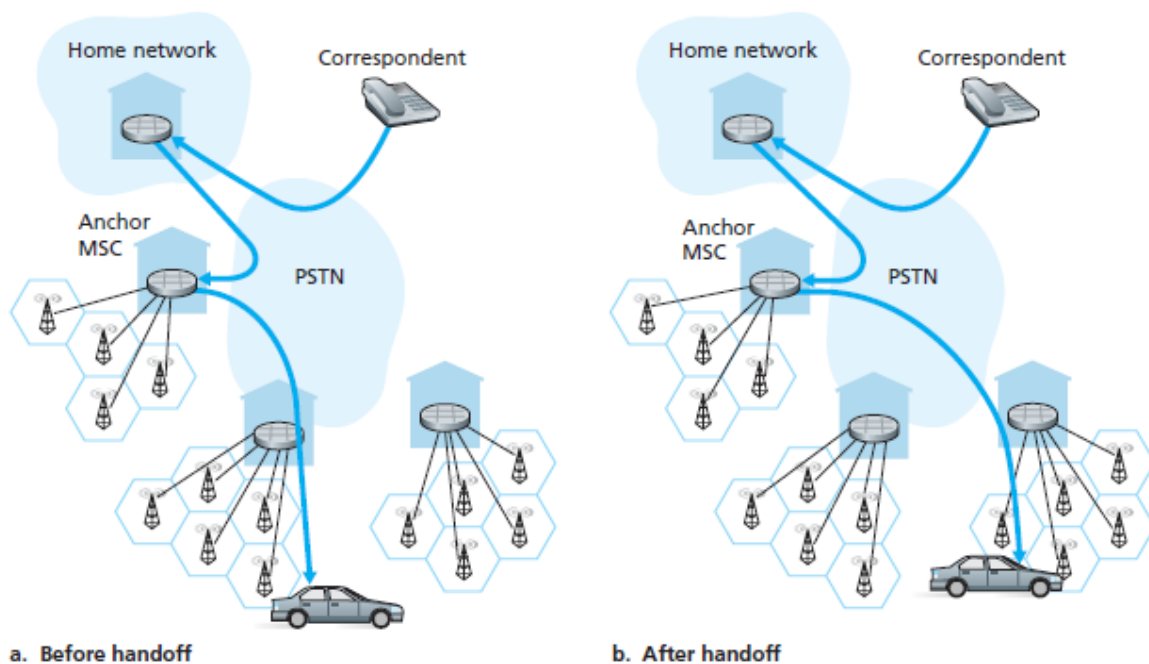 Home network
Correspondent
Anchor
MSC
PSTN
a. Before handoff
Home network
Correspondent
Anchor
MSC
PSTN
b. After handoff